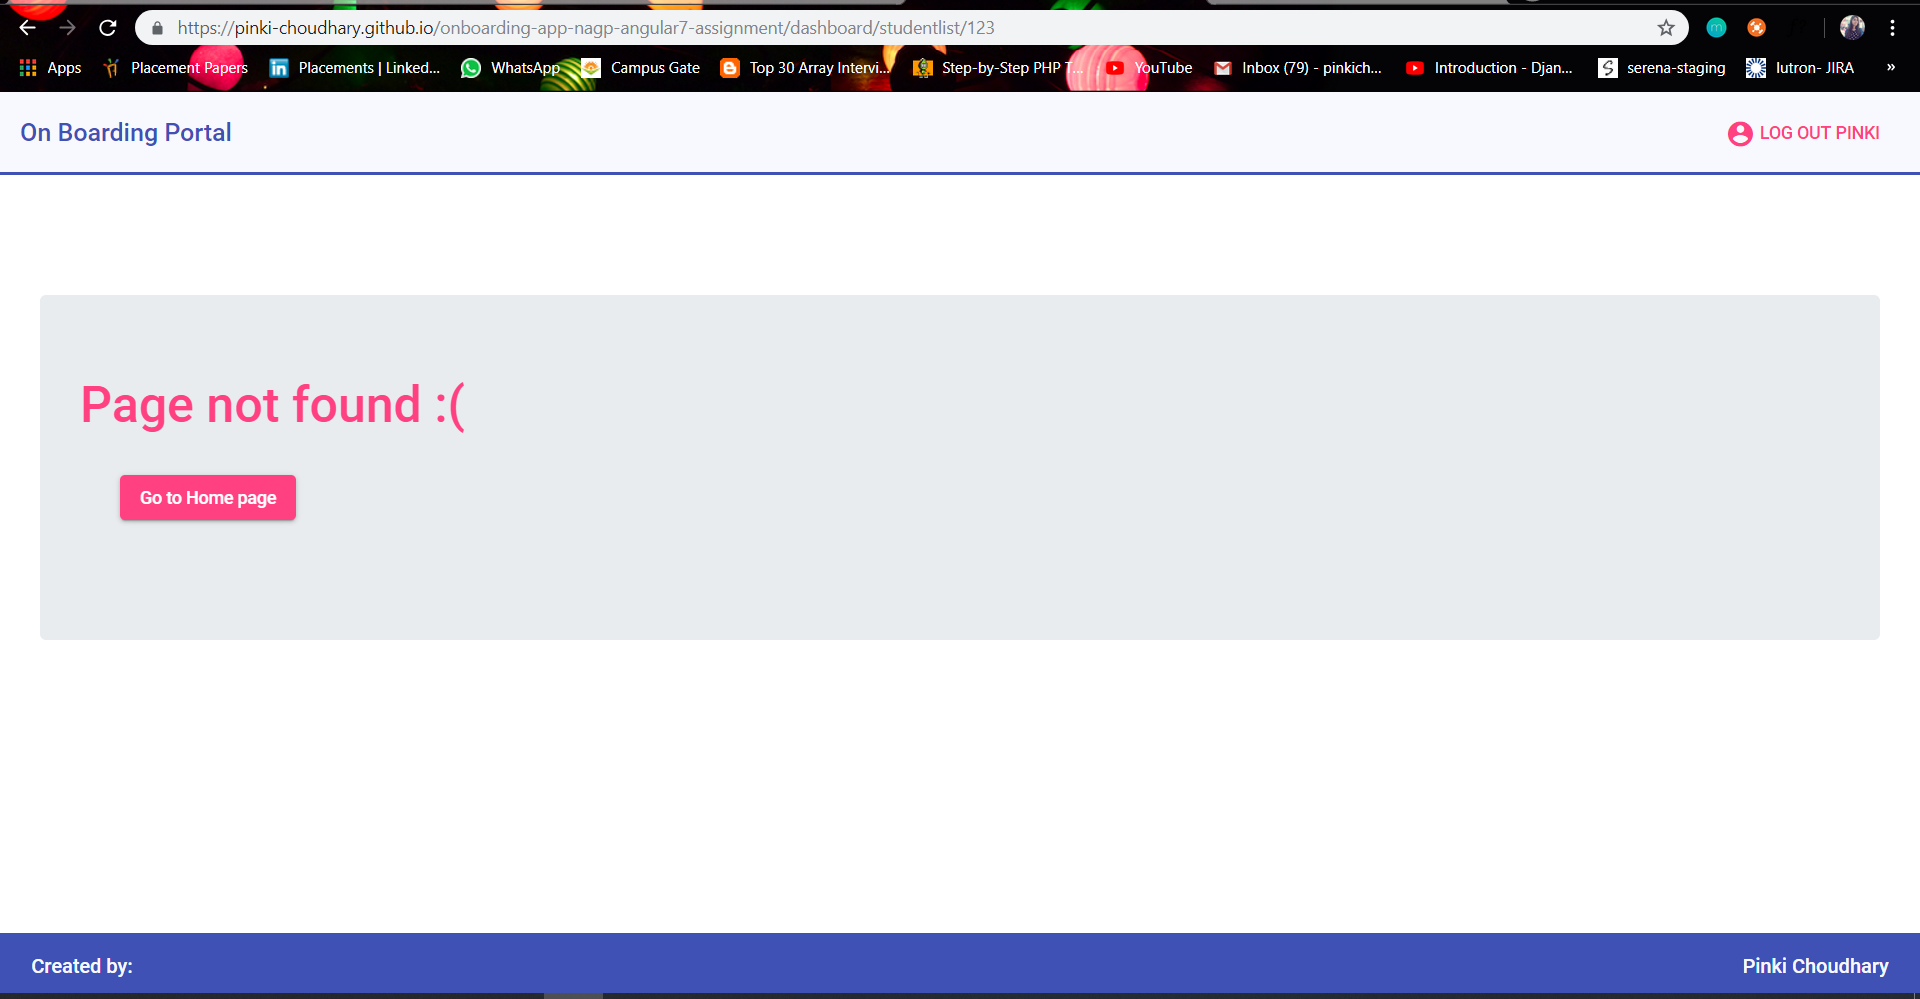 https://pinki-choudhary.github.io/onboarding-app-nagp-angular7-assignment/dashboard/studentlist/123
m
Apps Placement Papers in Placements | Linked... WhatsApp Campus Gate Top 30 Array Intervi... Step-by-Step PHP T... YouTube Inbox (79) - pinkich... Introduction - Djan... S serena-staging lutron- JIRA »
On Boarding Portal LOG OUT PINKI
Page not found :(
Go to Home page
Created by: Pinki Choudhary